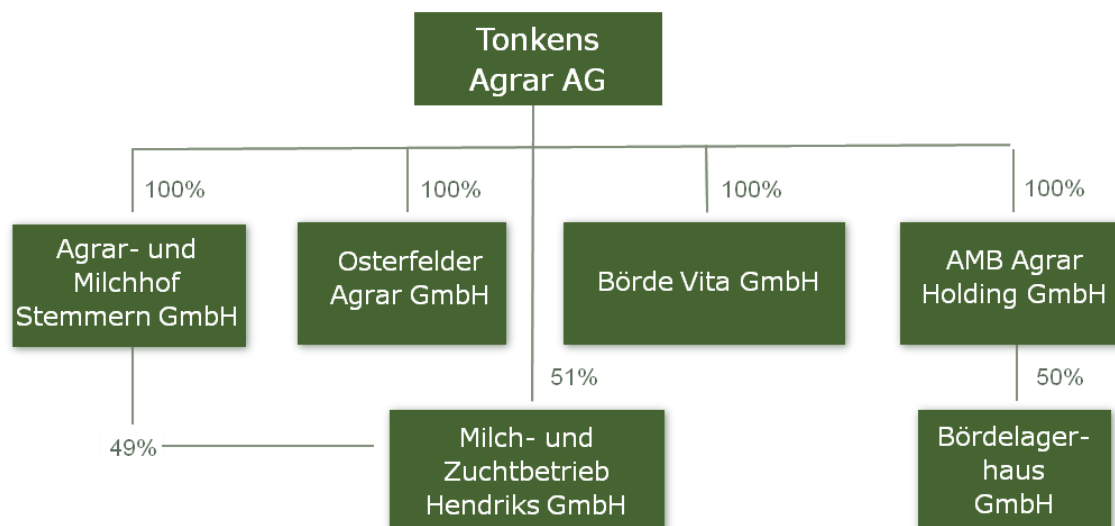 Tonkens
Agrar AG
100%
100%
100%
100%
Agrar- und
Milchhof
Stemmern GmbH
Osterfelder
Agrar GmbH
Börde Vita GmbH
AMB Agrar
Holding GmbH
51%
50%
49%
Milch- und
Zuchtbetrieb
Hendriks GmbH
Bördelager-
haus
GmbH